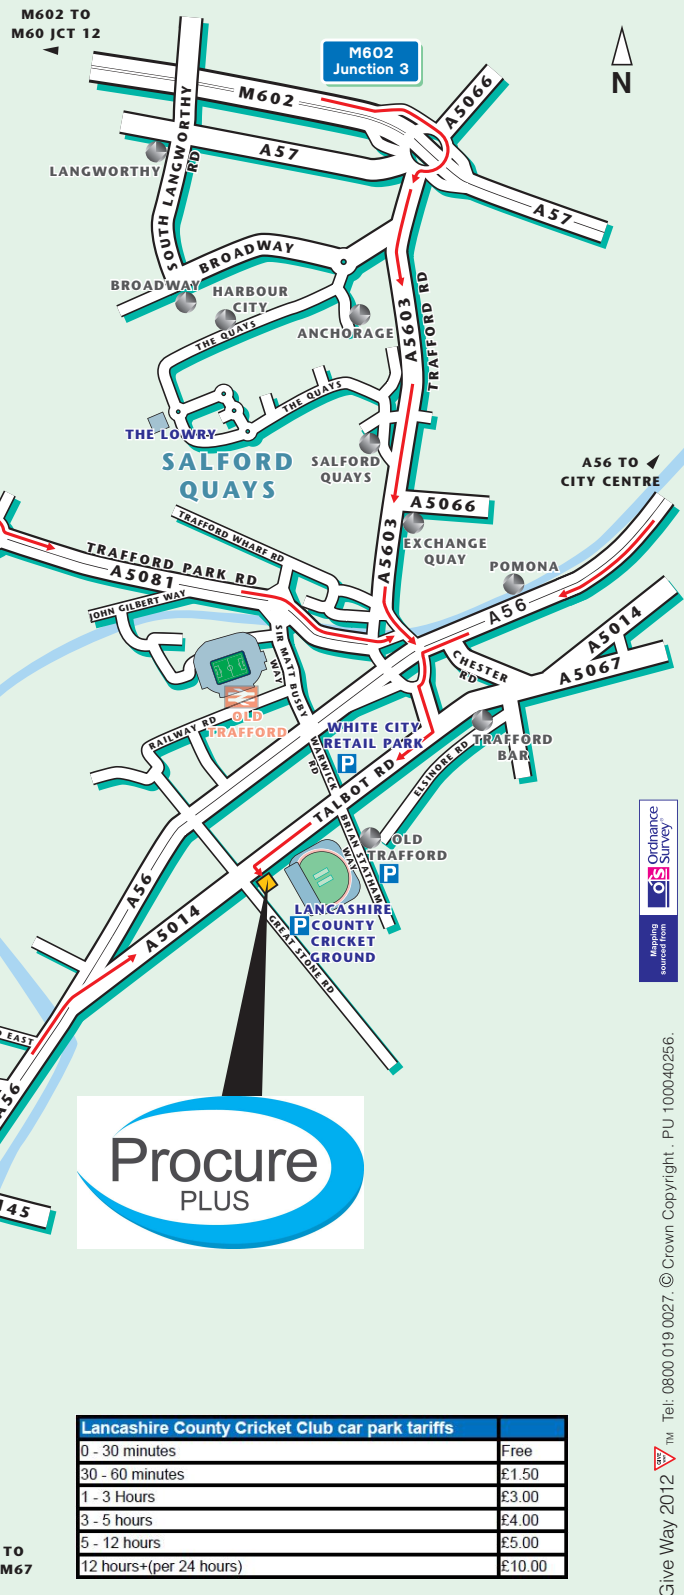 M602 TO
M60 JCT 12
M602
Junction 3
N
M602
A5066
A57
LANGWORTHY
SOUTH LANGWORTHY
RD
A57
BROADWAY
BROADWAY
HARBOUR
CITY
THE QUAYS
ANCHORAGE
A5603
TRAFFORD RD
THE QUAYS
THE LOWRY
SALFORD
QUAYS
SALFORD
QUAYS
A56 TO
CITY CENTRE
A5066
TRAFFORD WHARF RD
A5603
EXCHANGE
QUAY
TRAFFORD PARK RD
A5081
POMONA
JOHN GILBERT WAY
A56
A5014
SIR MATT BUSBY
WAY
CHESTER
RD
A5067
OLD
TRAFFORD
RAILWAY RD
WHITE CITY
RETAIL PARK
P
WARWICK
RD
TRAFFORD
BAR
ELSINORE RD
TALBOT RD
BRIAN STATHAM
WAY
OLD
TRAFFORD
P
A56
A5014
LANCASHIRE
P COUNTY
CRICKET
GROUND
GREAT STONE RD
EAST
A56
145
Procure
PLUS
Ordnance
Survey®
Mapping
sourced from
Give Way 2012 GIVE WAY ™ Tel: 0800 019 0027. © Crown Copyright . PU 100040256.
Lancashire County Cricket Club car park tariffs
0 - 30 minutes Free
30 - 60 minutes £1.50
1 - 3 Hours £3.00
3 - 5 hours £4.00
5 - 12 hours £5.00
12 hours+(per 24 hours) £10.00
TO
M67